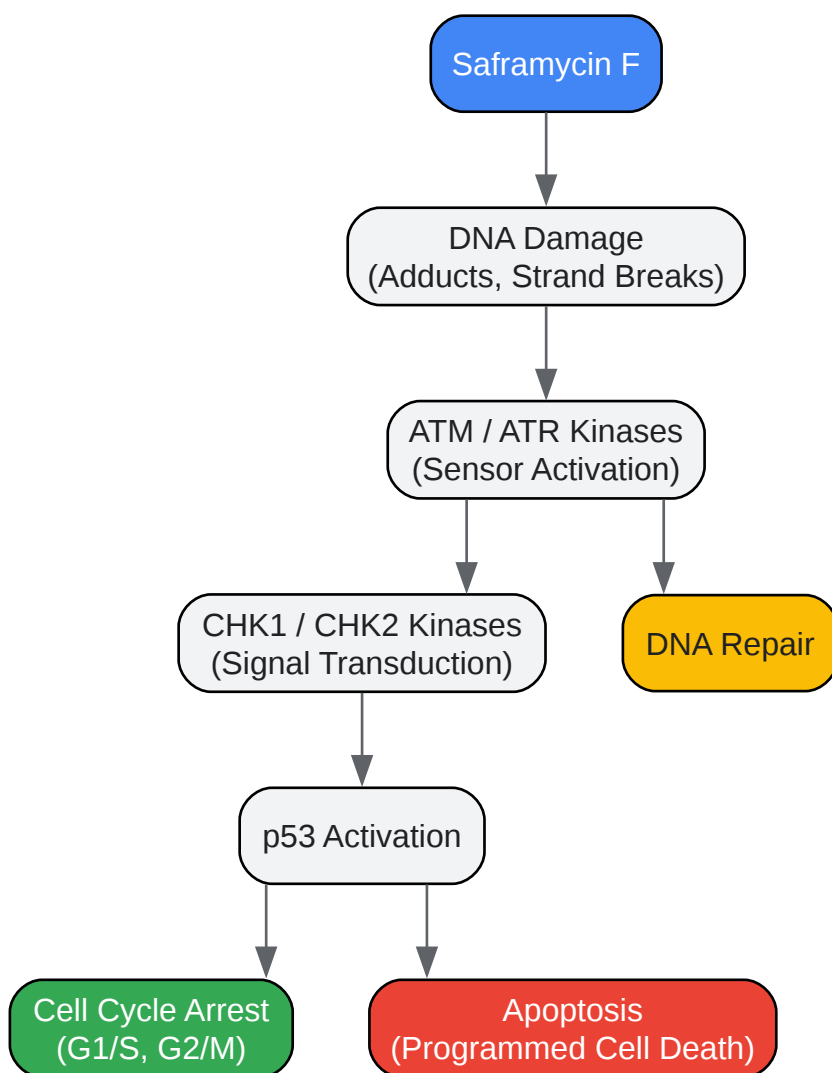 Saframycin F
DNA Damage
(Adducts, Strand Breaks)
ATM / ATR Kinases
(Sensor Activation)
CHK1 / CHK2 Kinases
(Signal Transduction)
DNA Repair
p53 Activation
Cell Cycle Arrest
(G1/S, G2/M)
Apoptosis
(Programmed Cell Death)